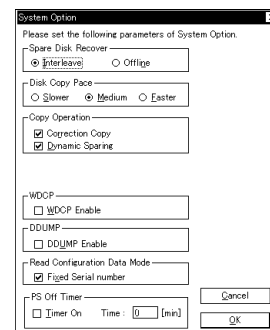 System Option
Please set the following parameters of System Option.
Spare Disk Recover
Interleave Offline
Disk Copy Pace
Slower Medium Faster
Copy Operation
Correction Copy
Dynamic Sparing
WDCP
WDCP Enable
DDUMP
DDUMP Enable
Read Configuration Data Mode
Fixed Serial number
PS Off Timer
Timer On Time : 0 [min]
Cancel
OK